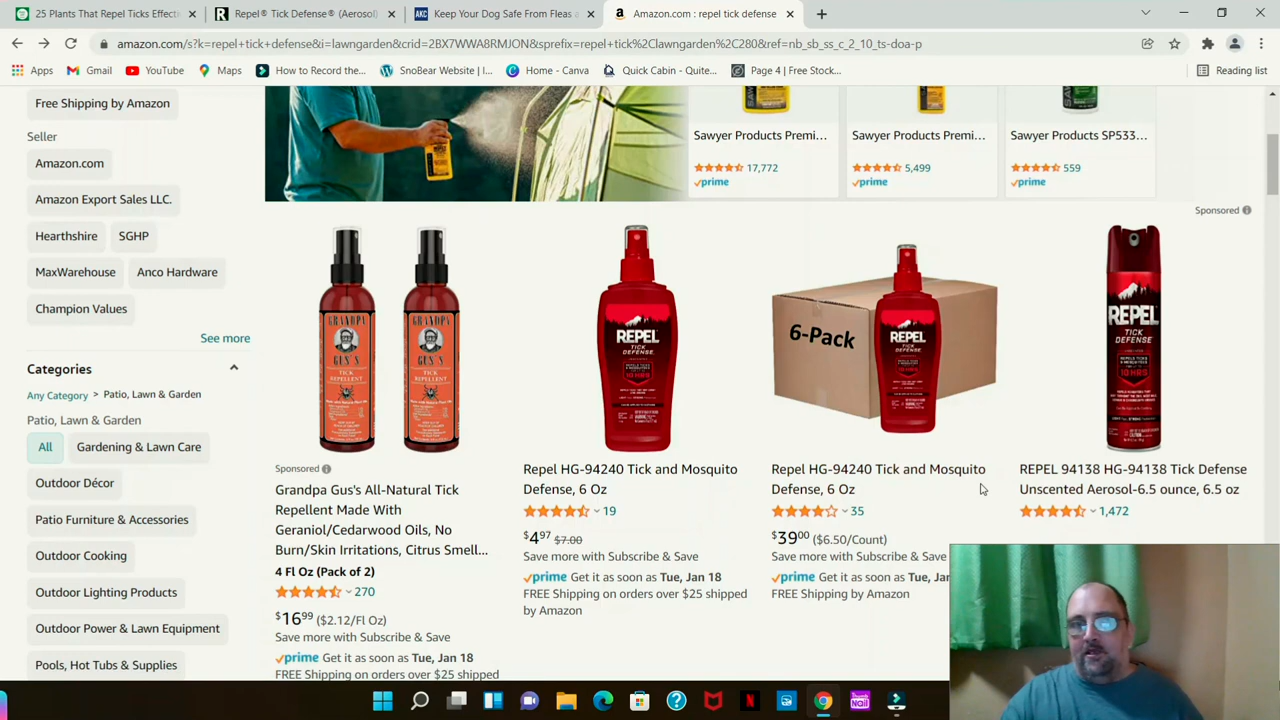 25 Plants That Repel Ticks Effecti
Repel® Tick Defense® (Aerosol)
AKC
Keep Your Dog Safe From Fleas a
Amazon.com : repel tick defense
amazon.com/s?k=repel+tick+defense&i=lawngarden&crid=2BX7WWA8RMJON&sprefix=repel+tick%2Clawngarden%2C280&ref=nb_sb_ss_c_2_10_ts-doa-p
Apps
Gmail
YouTube
Maps
How to Record the...
SnoBear Website | I...
Home - Canva
Quick Cabin - Quite...
Page 4 | Free Stock...
Reading list
Free Shipping by Amazon
Seller
Amazon.com
Amazon Export Sales LLC.
Hearthshire
SGHP
MaxWarehouse
Anco Hardware
Champion Values
See more
Categories
Any Category > Patio, Lawn & Garden
Patio, Lawn & Garden
All
Gardening & Lawn Care
Outdoor Décor
Patio Furniture & Accessories
Outdoor Cooking
Outdoor Lighting Products
Outdoor Power & Lawn Equipment
Pools, Hot Tubs & Supplies
Sawyer Products Premi...
17,772
prime
Sawyer Products Premi...
5,499
prime
Sawyer Products SP533...
559
prime
Sponsored
GRANDPA
GUS'S
TICK
REPELLENT
GRANDPA
GUS'S
TICK
REPELLENT
Sponsored
Grandpa Gus's All-Natural Tick
Repellent Made With
Geraniol/Cedarwood Oils, No
Burn/Skin Irritations, Citrus Smell...
4 Fl Oz (Pack of 2)
270
$16 99 ($2.12/Fl Oz)
Save more with Subscribe & Save
prime Get it as soon as Tue, Jan 18
FREE Shipping on orders over $25 shipped
REPEL
TICK
DEFENSE
10 HRS
Repel HG-94240 Tick and Mosquito
Defense, 6 Oz
19
$4 97 $7.00
Save more with Subscribe & Save
prime Get it as soon as Tue, Jan 18
FREE Shipping on orders over $25 shipped
by Amazon
6-Pack
REPEL
TICK
DEFENSE
10 HRS
Repel HG-94240 Tick and Mosquito
Defense, 6 Oz
35
$39 00 ($6.50/Count)
Save more with Subscribe & Save
prime Get it as soon as Tue, Jan
FREE Shipping by Amazon
REPEL
TICK
DEFENSE
10 HRS
REPEL 94138 HG-94138 Tick Defense
Unscented Aerosol-6.5 ounce, 6.5 oz
1,472